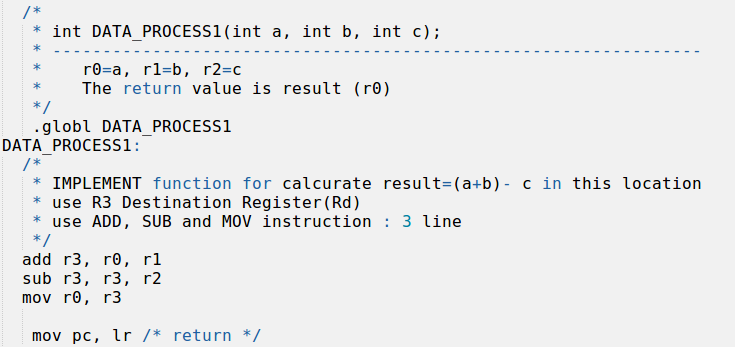 /*
* int DATA_PROCESS1(int a, int b, int c);
* -----------------------------------------------------------------
* r0=a, r1=b, r2=c
* The return value is result (r0)
*/
.globl DATA_PROCESS1
DATA_PROCESS1:
/*
* IMPLEMENT function for calcurate result=(a+b)- c in this location
* use R3 Destination Register(Rd)
* use ADD, SUB and MOV instruction : 3 line
*/
add r3, r0, r1
sub r3, r3, r2
mov r0, r3
mov pc, lr /* return */